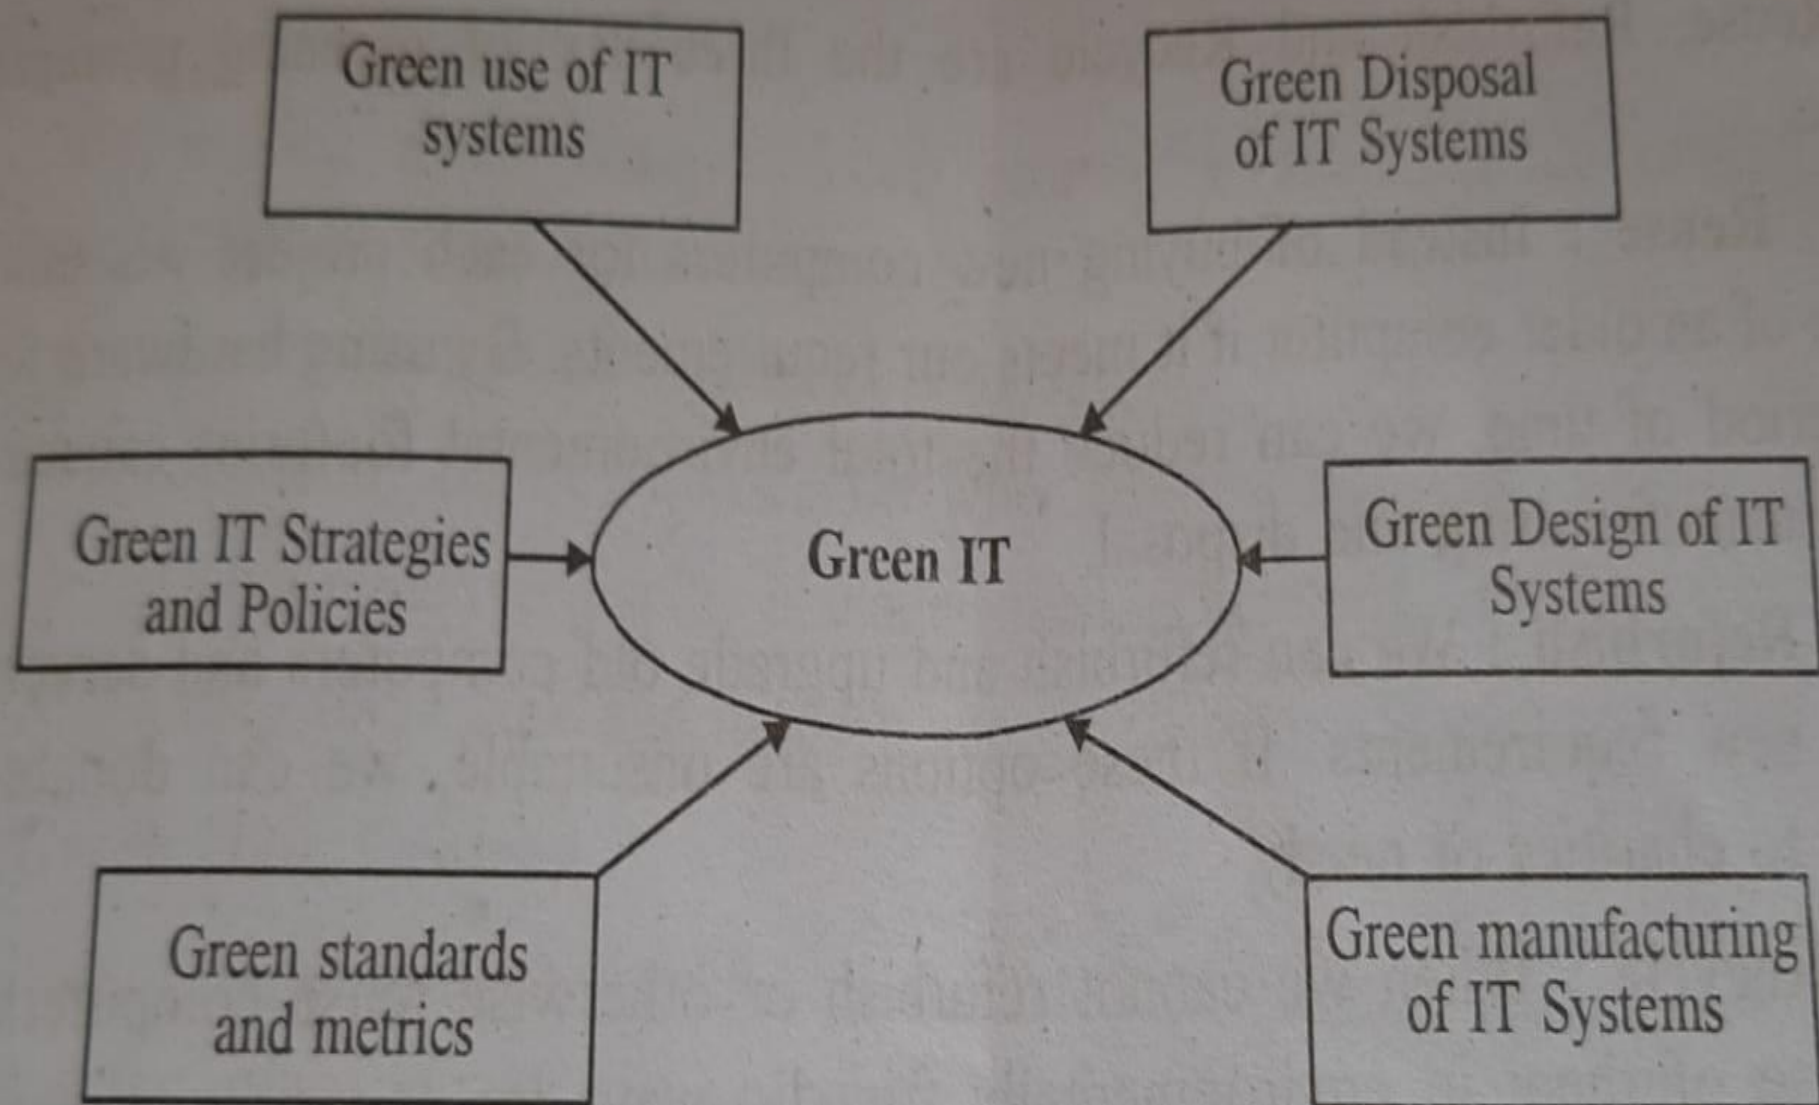 Green use of IT
systems
Green Disposal
of IT Systems
Green IT Strategies
and Policies
Green IT
Green Design of IT
Systems
Green standards
and metrics
Green manufacturing
of IT Systems